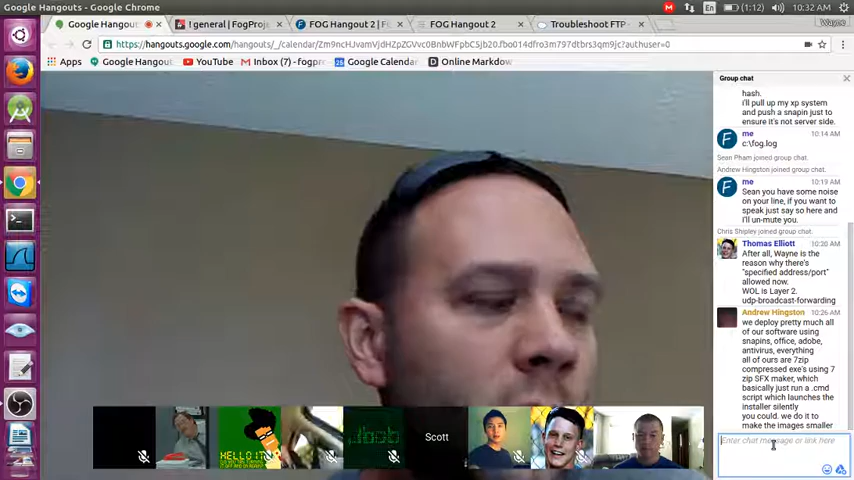 Google Hangouts - Google Chrome
M
En
(1:12)
10:32 AM
Google Hangout
! general | FogProj
FOG Hangout 2 | F
FOG Hangout 2
Troubleshoot FTP -
Wayne
https://hangouts.google.com/hangouts/_/calendar/
Apps
Google Hangout
YouTube
Inbox (7) - fogpr
Google Calendar
Online Markdow
Group chat
hash.
i'll pull up my xp system
and push a snapin just to
ensure it's not server side.
me
10:14 AM
c:\fog.log
Sean Pham joined group chat.
Andrew Hingston joined group chat.
me
10:19 AM
Sean you have some noise
on your line, if you want to
speak just say so here and
I'll un-mute you.
Chris Shipley joined group chat.
Thomas Elliott
10:20 AM
After all, Wayne is the
reason why there's
"specified address/port"
allowed now.
WOL is Layer 2.
udp-broadcast-forwarding
Andrew Hingston
10:26 AM
we deploy pretty much all
of our software using
snapins, office, adobe,
antivirus, everything
all of ours are 7zip
compressed exe's using 7
zip SFX maker, which
basically just run a .cmd
script which launches the
installer silently
you could. we do it to
make the images smaller
Enter chat message or link here
HELLO IT
Scott